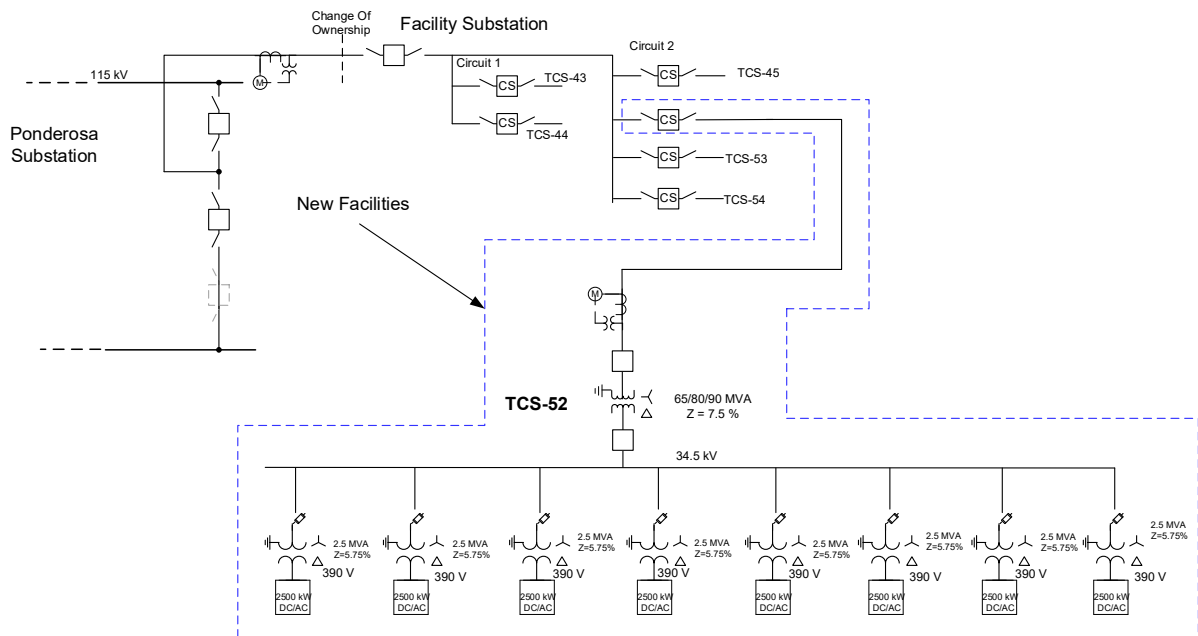 Change Of
Ownership
Facility Substation
Circuit 1
Circuit 2
CS
TCS-43
CS
TCS-44
CS
TCS-45
CS
CS
TCS-53
CS
TCS-54
115 kV
M
Ponderosa
Substation
New Facilities
M
TCS-52
65/80/90 MVA
Z = 7.5 %
34.5 kV
2.5 MVA
Z=5.75%
390 V
2500 kW
DC/AC
2.5 MVA
Z=5.75%
390 V
2500 kW
DC/AC
2.5 MVA
Z=5.75%
390 V
2500 kW
DC/AC
2.5 MVA
Z=5.75%
390 V
2500 kW
DC/AC
2.5 MVA
Z=5.75%
390 V
2500 kW
DC/AC
2.5 MVA
Z=5.75%
390 V
2500 kW
DC/AC
2.5 MVA
Z=5.75%
390 V
2500 kW
DC/AC
2.5 MVA
Z=5.75%
390 V
2500 kW
DC/AC